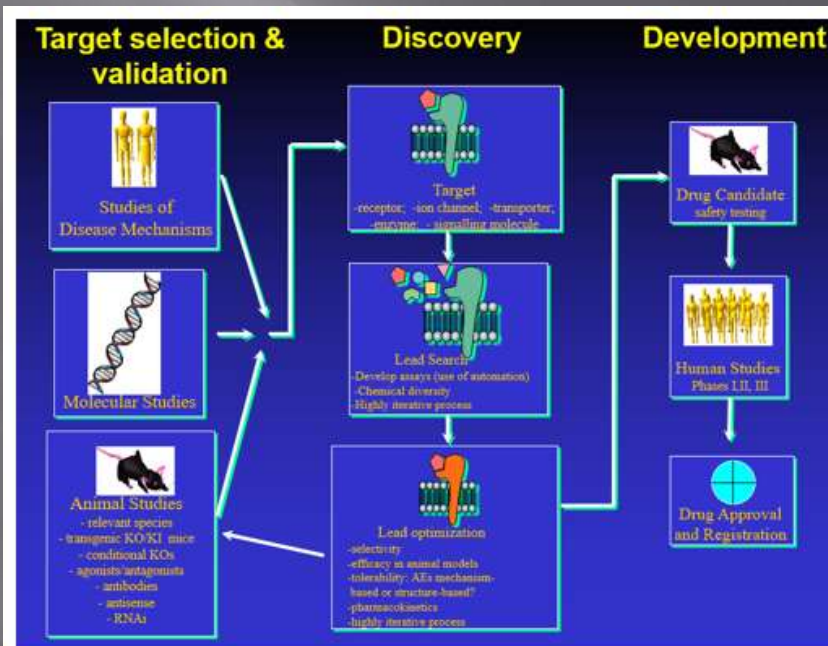 Target selection &
validation
Studies of
Disease Mechanisms
Molecular Studies
Animal Studies
- relevant species
- transgenic KO/KI mice
- conditional KOs
- agonists/antagonists
- antibodies
- antisense
- RNAi
Discovery
Target
-receptor; -ion channel; -transporter;
-enzyme; - signalling molecule
Lead Search
-Develop assays (use of automation)
-Chemical diversity
-Highly iterative process
Lead optimization
-selectivity
-efficacy in animal models
-tolerability: AEs mechanism-
based or structure-based?
-pharmacokinetics
-highly iterative process
Development
Drug Candidate
safety testing
Human Studies
Phases I,II, III
Drug Approval
and Registration